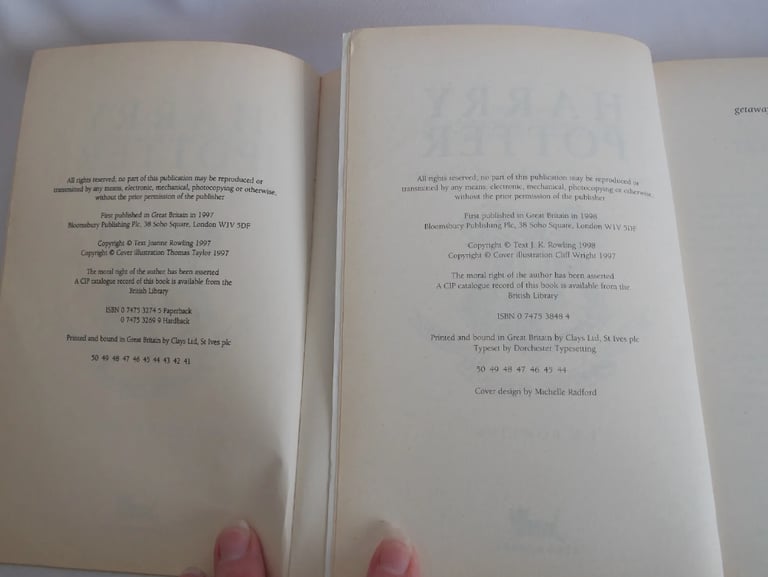 All rights reserved; no part of this publication may be reproduced or
transmitted by any means, electronic, mechanical, photocopying or otherwise,
without the prior permission of the publisher
First published in Great Britain in 1997
Bloomsbury Publishing Plc, 38 Soho Square, London W1V 5DF
Copyright © Text Joanne Rowling 1997
Copyright © Cover illustration Thomas Taylor 1997
The moral right of the author has been asserted
A CIP catalogue record of this book is available from the
British Library
ISBN 0 7475 3274 5 Paperback
0 7475 3269 9 Hardback
Printed and bound in Great Britain by Clays Ltd, St Ives plc
50 49 48 47 46 45 44 43 42 41
HARRY
POTTER
All rights reserved; no part of this publication may be reproduced or
transmitted by any means, electronic, mechanical, photocopying or otherwise,
without the prior permission of the publisher
First published in Great Britain in 1998
Bloomsbury Publishing Plc, 38 Soho Square, London W1V 5DF
Copyright © Text J. K. Rowling 1998
Copyright © Cover illustration Cliff Wright 1997
The moral right of the author has been asserted
A CIP catalogue record of this book is available from the
British Library
ISBN 0 7475 3848 4
Printed and bound in Great Britain by Clays Ltd, St Ives plc
Typeset by Dorchester Typesetting
50 49 48 47 46 45 44
Cover design by Michelle Radford